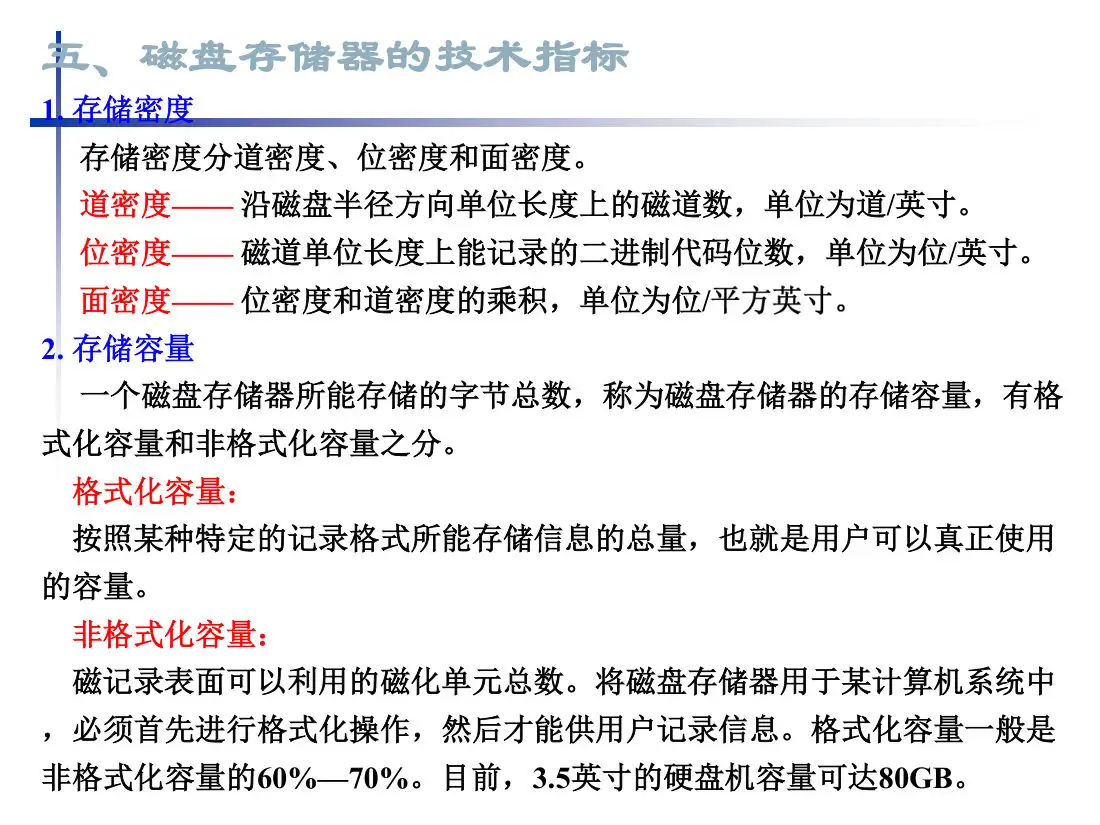 五、磁盘存储器的技术指标
1. 存储密度
存储密度分道密度、位密度和面密度。
道密度—— 沿磁盘半径方向单位长度上的磁道数，单位为道/英寸。
位密度—— 磁道单位长度上能记录的二进制代码位数，单位为位/英寸。
面密度—— 位密度和道密度的乘积，单位为位/平方英寸。
2. 存储容量
一个磁盘存储器所能存储的字节总数，称为磁盘存储器的存储容量，有格
式化容量和非格式化容量之分。
格式化容量：
按照某种特定的记录格式所能存储信息的总量，也就是用户可以真正使用
的容量。
非格式化容量：
磁记录表面可以利用的磁化单元总数。将磁盘存储器用于某计算机系统中
，必须首先进行格式化操作，然后才能供用户记录信息。格式化容量一般是
非格式化容量的60%—70%。目前，3.5英寸的硬盘机容量可达80GB。